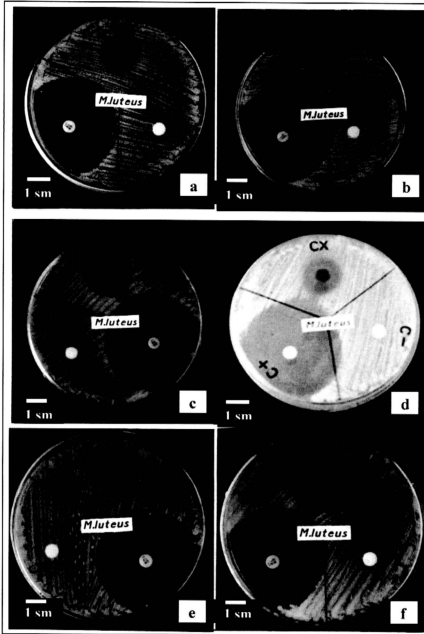 M.luteus
1 sm
a
M.luteus
1 sm
b
M.luteus
1 sm
c
CX
M.luteus
C+
C-
1 sm
d
M.luteus
1 sm
e
M.luteus
1 sm
f